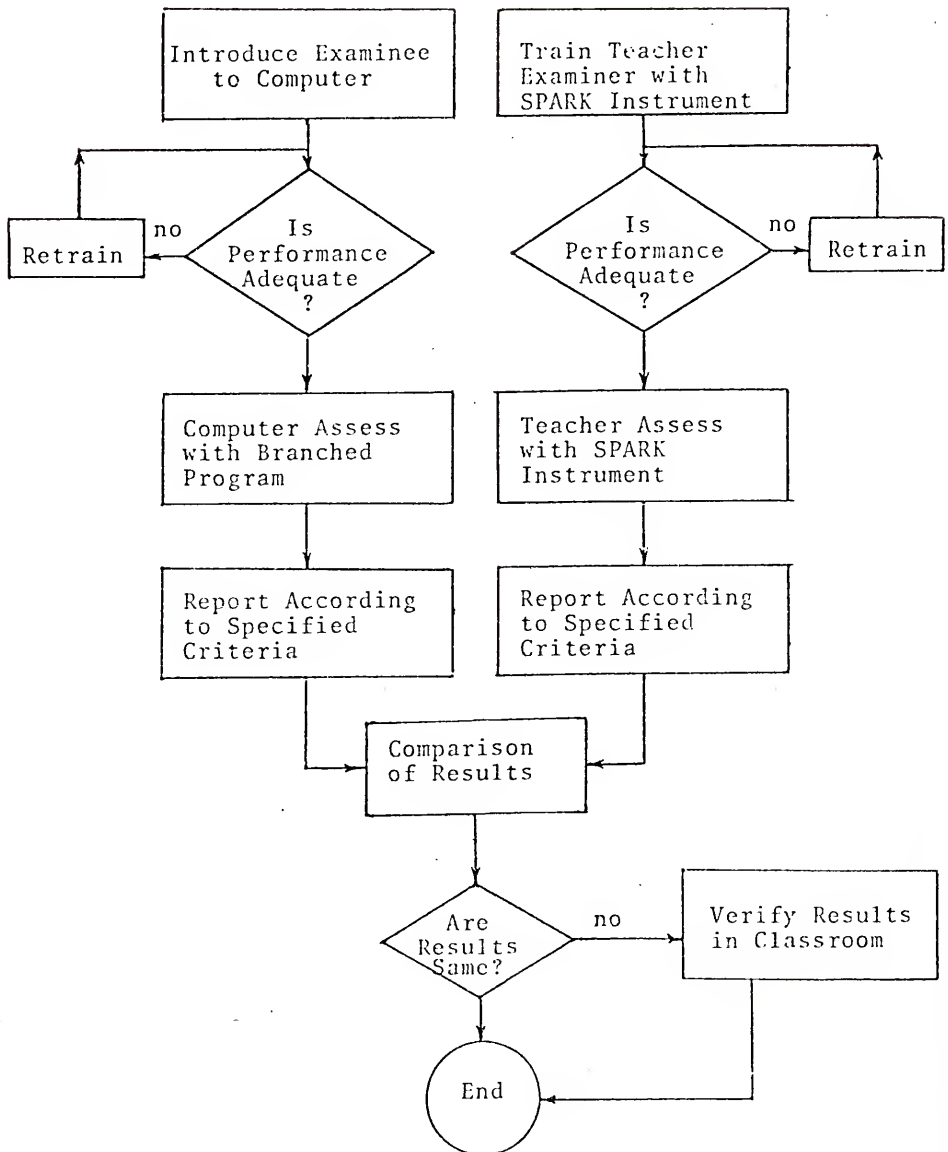 Introduce Examinee
to Computer
Train Teacher
Examiner with
SPARK Instrument
no
Retrain
Is
Performance
Adequate
?
Is
Performance
Adequate
?
no
Retrain
Computer Assess
with Branched
Program
Teacher Assess
with SPARK
Instrument
Report According
to Specified
Criteria
Report According
to Specified
Criteria
Comparison
of Results
Are
Results
Same?
no
Verify Results
in Classroom
End